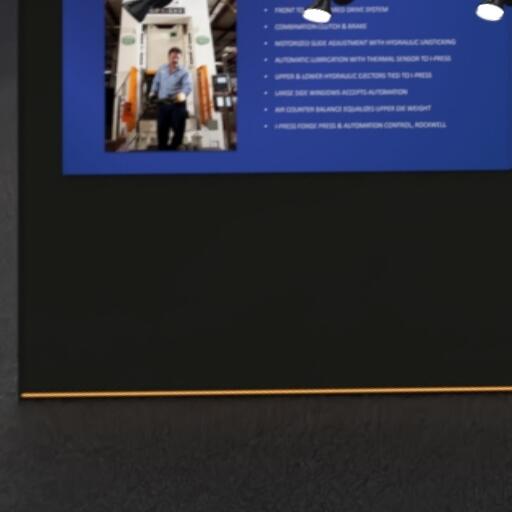 FRONT TO MED DRIVE SYSTEM
COMBINATION CLUTCH & BRAKE
MOTORIZED SLIDE ADJUSTMENT WITH HYDRAULIC UNSTICKING
AUTOMATIC LUBRICATION WITH THERMAL SENSOR TO I-PRESS
UPPER & LOWER HYDRAULIC EJECTORS TIED TO I-PRESS
LARGE SIDE WINDOWS ACCEPTS AUTOMATION
AIR COUNTER BALANCE EQUALIZES UPPER DIE WEIGHT
I-PRESS FORGE PRESS & AUTOMATION CONTROL, ROCKWELL